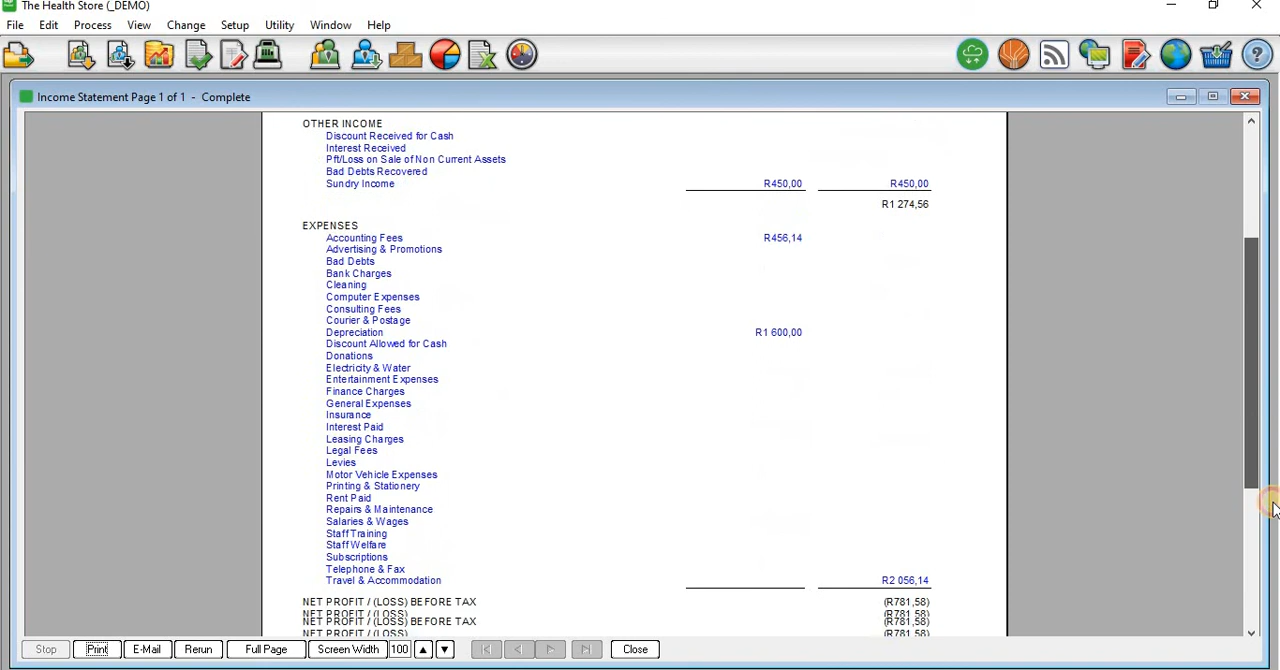 The Health Store (_DEMO)
File Edit Process View Change Setup Utility Window Help
Income Statement Page 1 of 1 - Complete
OTHER INCOME
Discount Received for Cash
Interest Received
Pft/Loss on Sale of Non Current Assets
Bad Debts Recovered
Sundry Income R450,00 R450,00
R1 274,56
EXPENSES
Accounting Fees R456,14
Advertising & Promotions
Bad Debts
Bank Charges
Cleaning
Computer Expenses
Consulting Fees
Courier & Postage
Depreciation R1 600,00
Discount Allowed for Cash
Donations
Electricity & Water
Entertainment Expenses
Finance Charges
General Expenses
Insurance
Interest Paid
Leasing Charges
Legal Fees
Levies
Motor Vehicle Expenses
Printing & Stationery
Rent Paid
Repairs & Maintenance
Salaries & Wages
Staff Training
Staff Welfare
Subscriptions
Telephone & Fax
Travel & Accommodation R2 056,14
NET PROFIT / (LOSS) BEFORE TAX (R781,58)
NET PROFIT / (LOSS) (R781,58)
NET PROFIT / (LOSS) BEFORE TAX (R781,58)
NET PROFIT / (LOSS) (R781,58)
Stop Print E-Mail Rerun Full Page Screen Width 100 Close